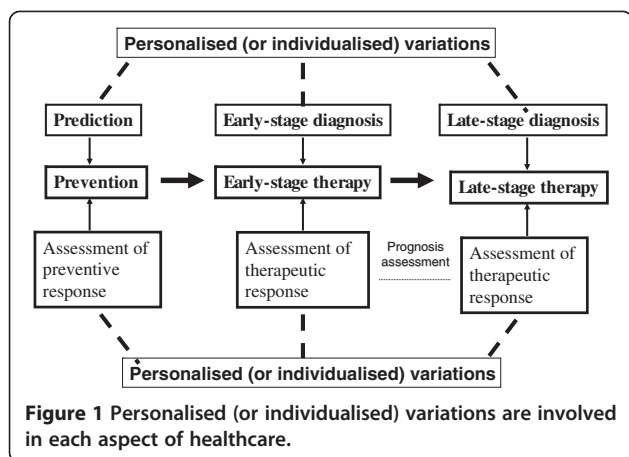 Personalised (or individualised) variations
Prediction
Early-stage diagnosis
Late-stage diagnosis
Prevention
Early-stage therapy
Late-stage therapy
Assessment of
preventive
response
Assessment of
therapeutic
response
Prognosis
assessment
Assessment of
therapeutic
response
Personalised (or individualised) variations
Figure 1 Personalised (or individualised) variations are involved
in each aspect of healthcare.